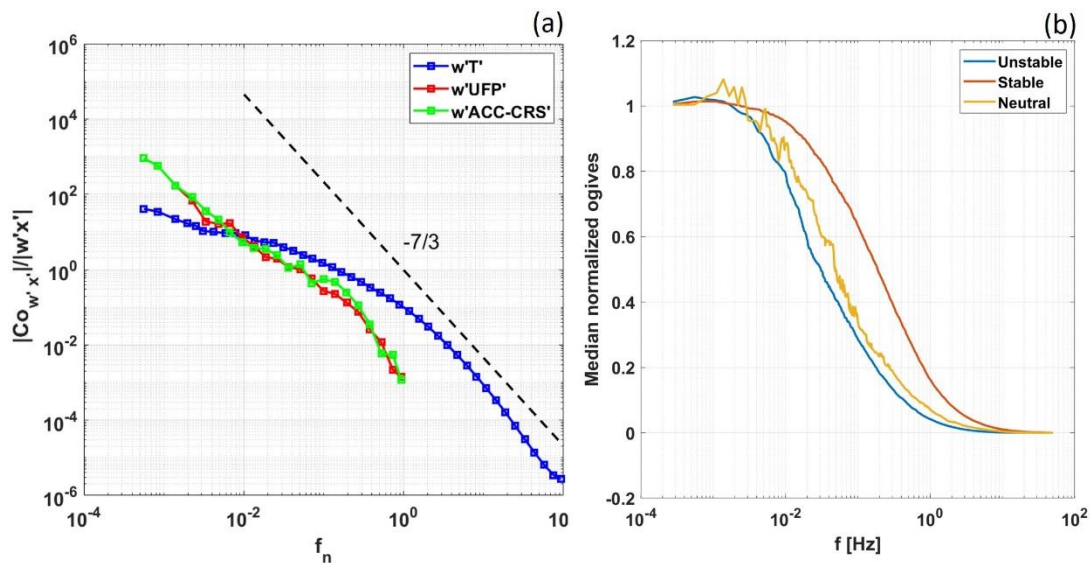 (a)
|Co_{w' x'}|/|w'x'|
10^6
10^4
10^2
10^0
10^{-2}
10^{-4}
10^{-6}
w'T'
w'UFP'
w'ACC-CRS'
-7/3
10^{-4}
10^{-2}
10^0
10
f_n
(b)
Median normalized ogives
1.2
1
0.8
0.6
0.4
0.2
0
-0.2
Unstable
Stable
Neutral
10^{-4}
10^{-2}
10^0
10^2
f [Hz]